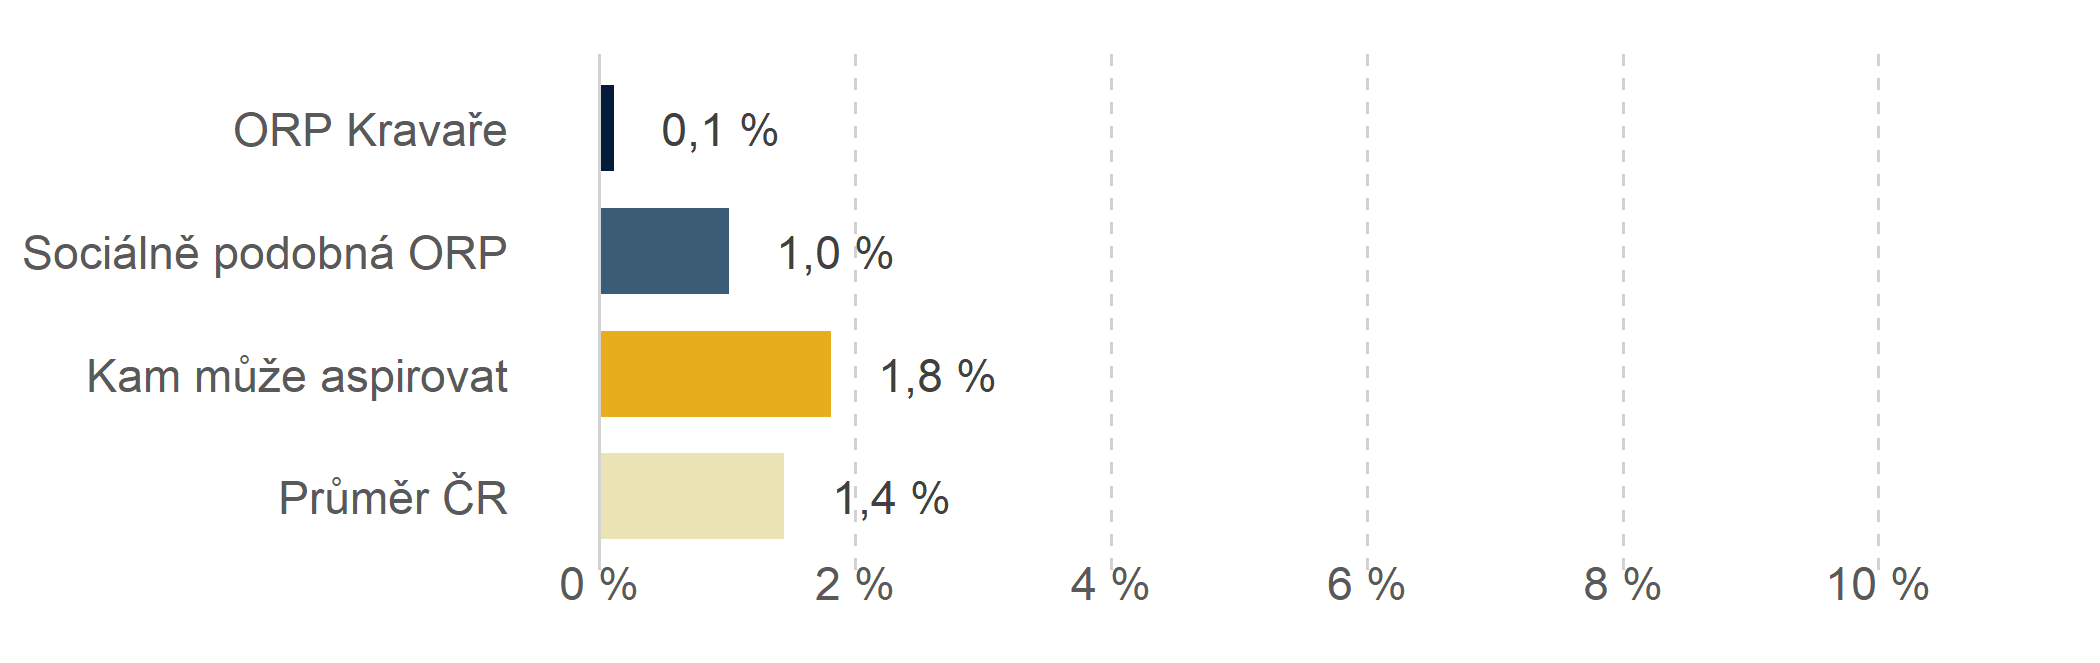 ORP Kravaře 0,1 %
Sociálně podobná ORP 1,0 %
Kam může aspirovat 1,8 %
Průměr ČR 1,4 %
0 % 2 % 4 % 6 % 8 % 10 %